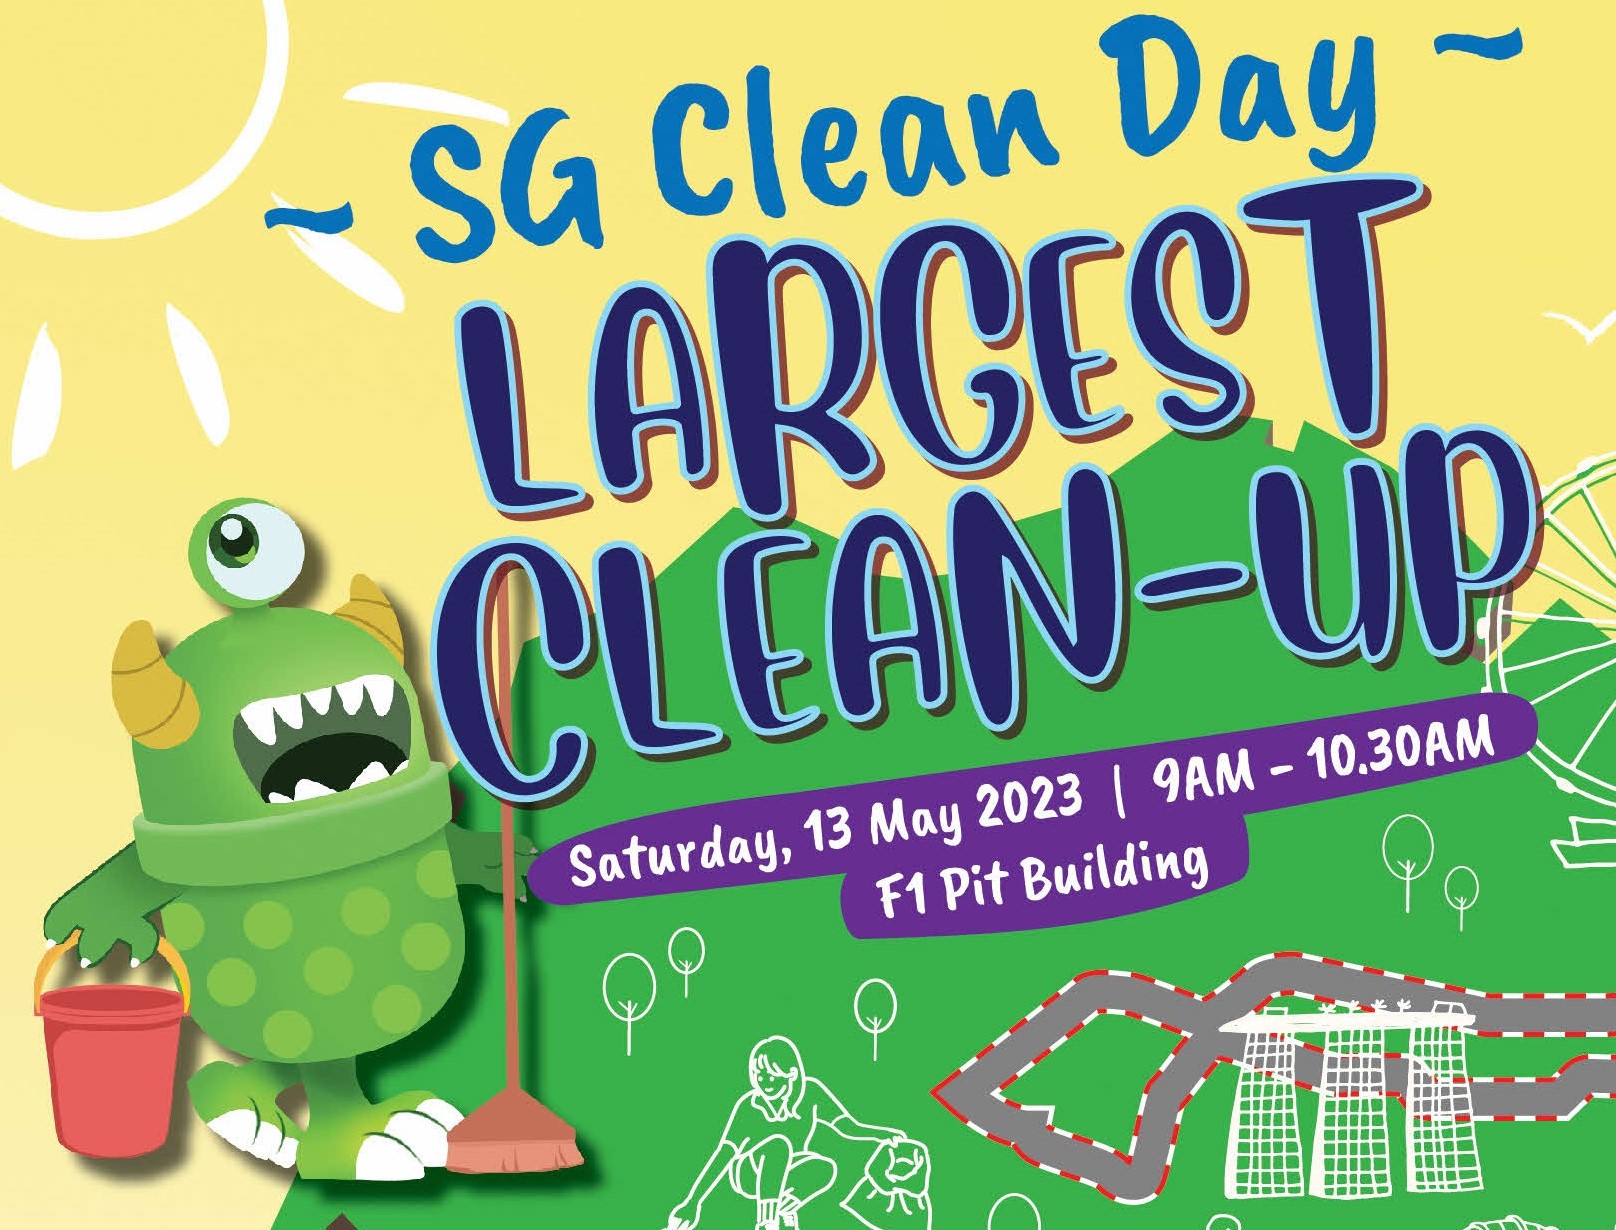 ~ SG Clean Day ~
LARGEST
CLEAN-UP
Saturday, 13 May 2023 | 9AM - 10.30AM
F1 Pit Building